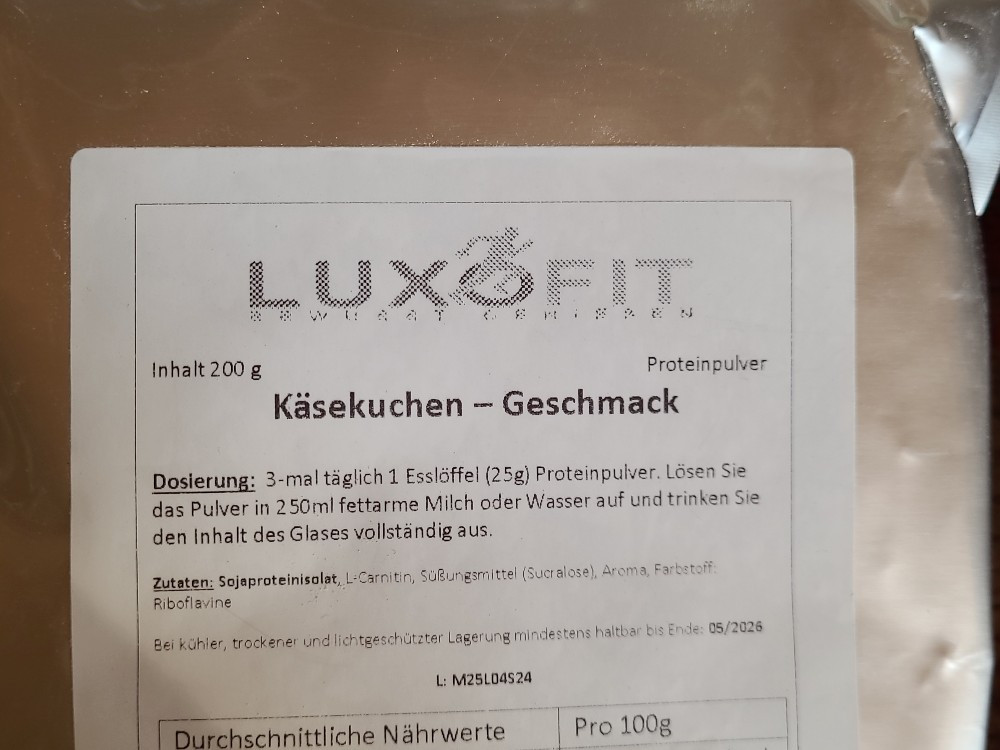 LUXOFIT
BEWUSST GENIEßEN
Inhalt 200 g
Proteinpulver
Käsekuchen – Geschmack
Dosierung: 3-mal täglich 1 Esslöffel (25g) Proteinpulver. Lösen Sie
das Pulver in 250ml fettarme Milch oder Wasser auf und trinken Sie
den Inhalt des Glases vollständig aus.
Zutaten: Sojaproteinisolat, L-Carnitin, Süßungsmittel (Sucralose), Aroma, Farbstoff:
Riboflavine
Bei kühler, trockener und lichtgeschützter Lagerung mindestens haltbar bis Ende: 05/2026
L: M25L04S24
Durchschnittliche Nährwerte
Pro 100g